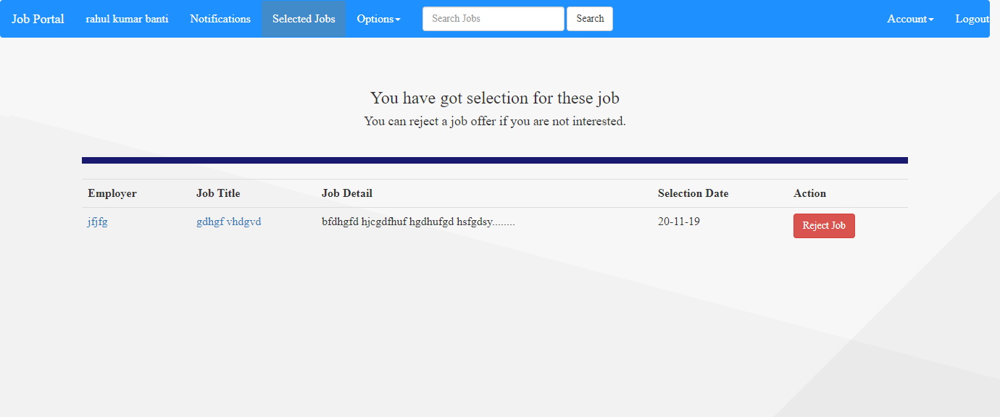 Job Portal rahul kumar banti Notifications Selected Jobs Options Search Jobs Search Account Logout
You have got selection for these job
You can reject a job offer if you are not interested.
Employer Job Title Job Detail Selection Date Action
jfjfg gdhgf vhdgvd bfdhgfd hjcgdfhuf hgdhufgd hsfgdsy........ 20-11-19 Reject Job